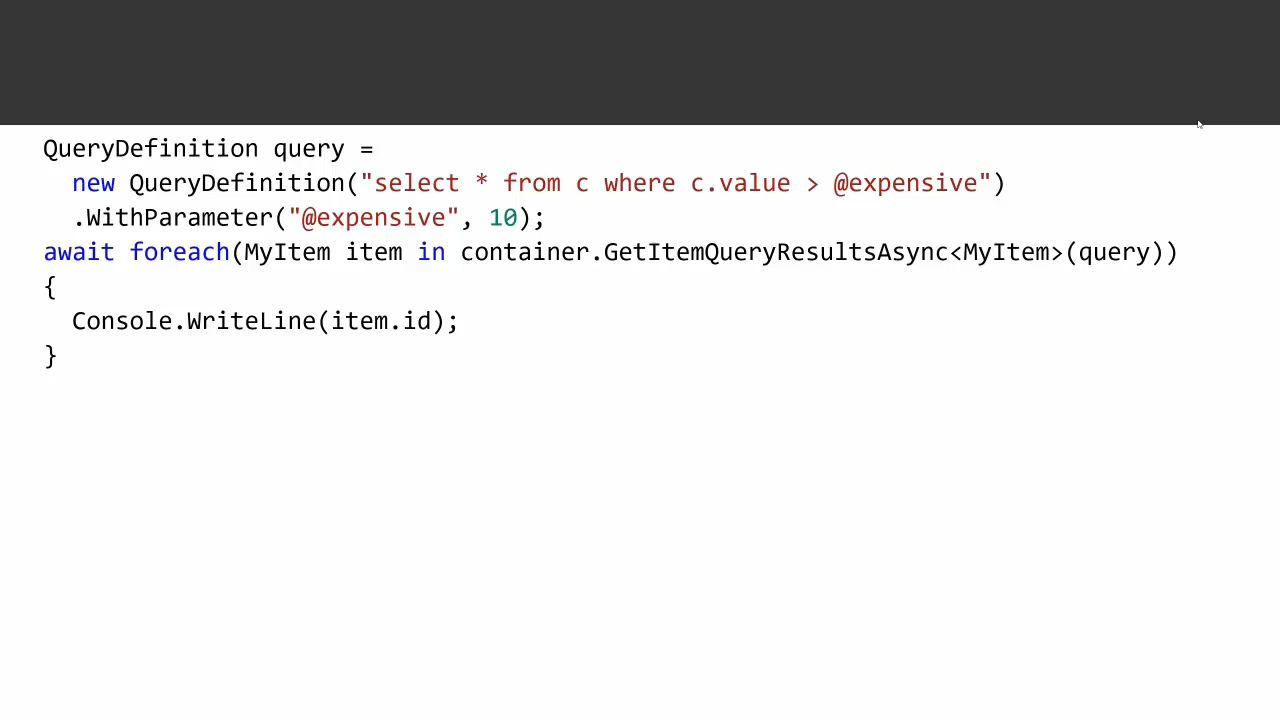 QueryDefinition query =
  new QueryDefinition("select * from c where c.value > @expensive")
  .WithParameter("@expensive", 10);
await foreach(MyItem item in container.GetItemQueryResultsAsync<MyItem>(query))
{
  Console.WriteLine(item.id);
}